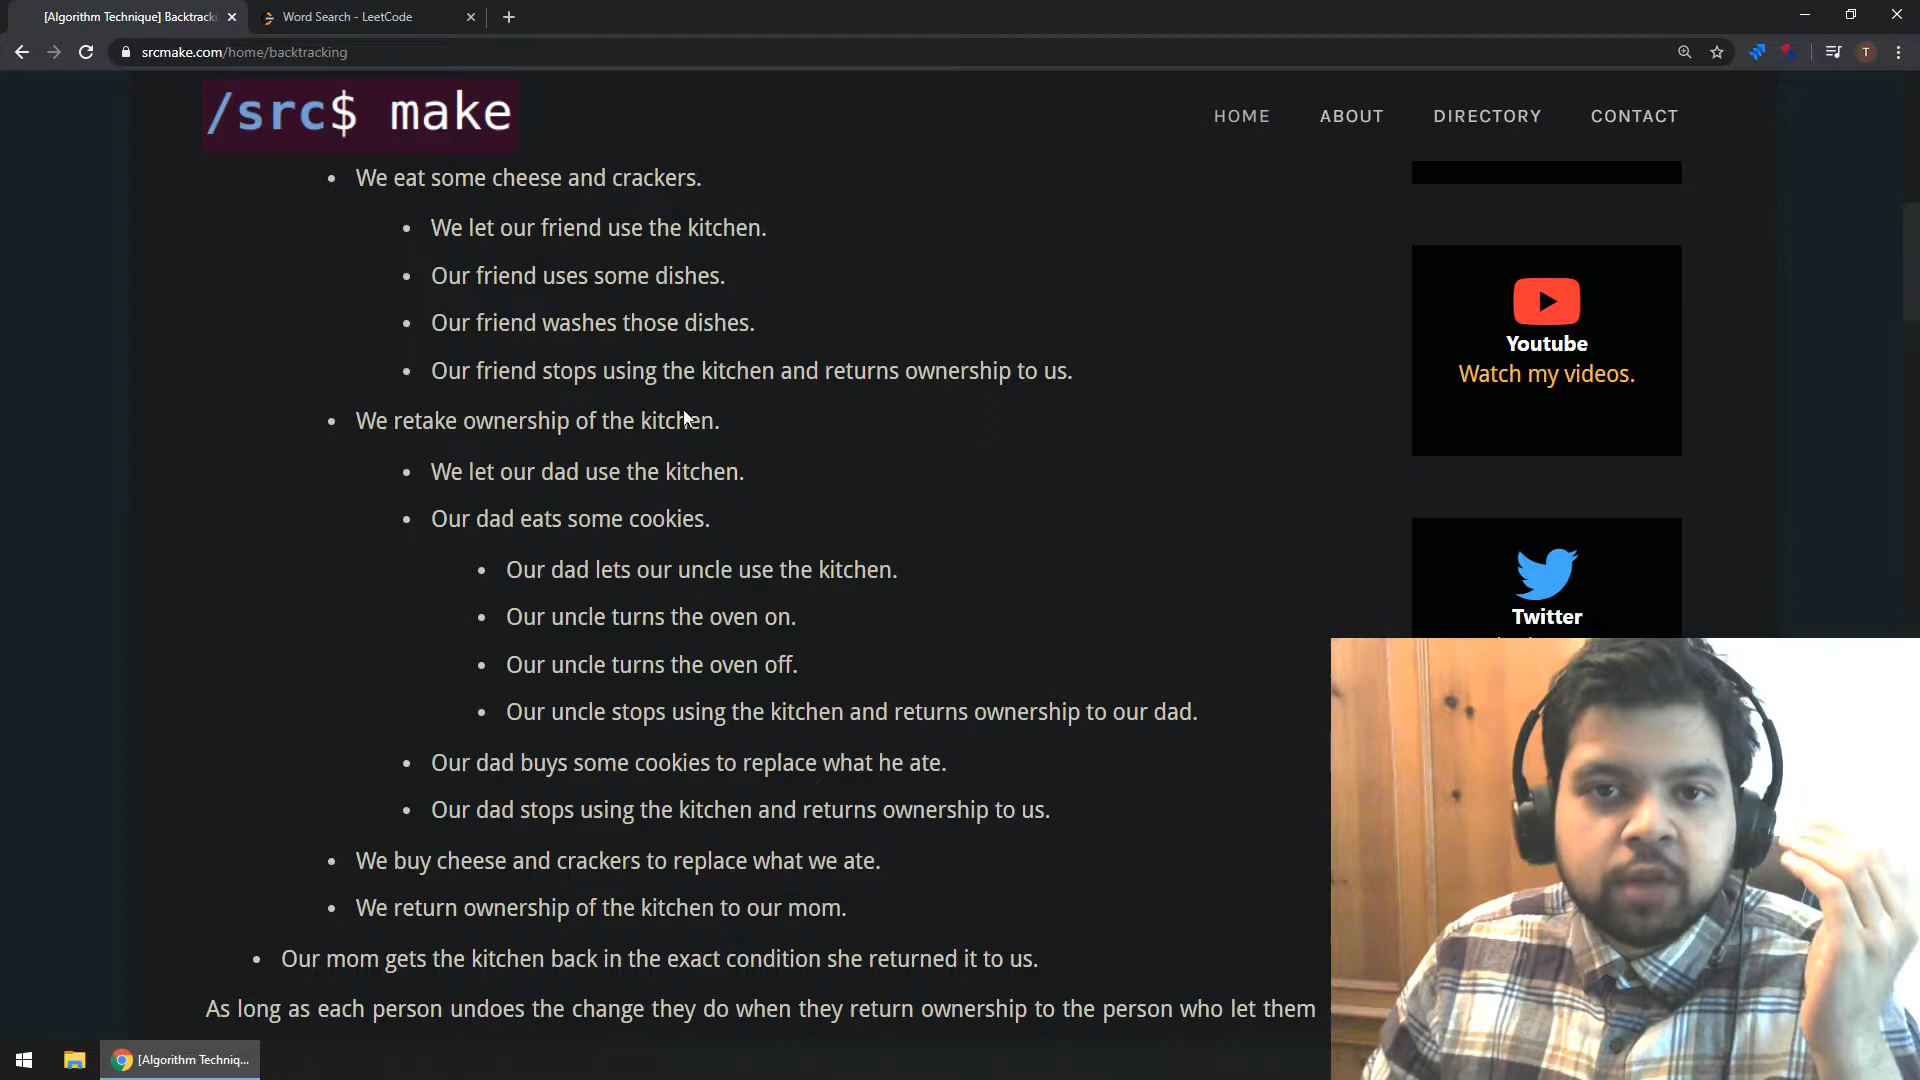 [Algorithm Technique] Backtracki
Word Search - LeetCode
srcmake.com/home/backtracking
T
/src$ make
HOME ABOUT DIRECTORY CONTACT
We eat some cheese and crackers.
We let our friend use the kitchen.
Our friend uses some dishes.
Our friend washes those dishes.
Our friend stops using the kitchen and returns ownership to us.
We retake ownership of the kitchen.
We let our dad use the kitchen.
Our dad eats some cookies.
Our dad lets our uncle use the kitchen.
Our uncle turns the oven on.
Our uncle turns the oven off.
Our uncle stops using the kitchen and returns ownership to our dad.
Our dad buys some cookies to replace what he ate.
Our dad stops using the kitchen and returns ownership to us.
We buy cheese and crackers to replace what we ate.
We return ownership of the kitchen to our mom.
Our mom gets the kitchen back in the exact condition she returned it to us.
As long as each person undoes the change they do when they return ownership to the person who let them
Youtube
Watch my videos.
Twitter
[Algorithm Techniq...